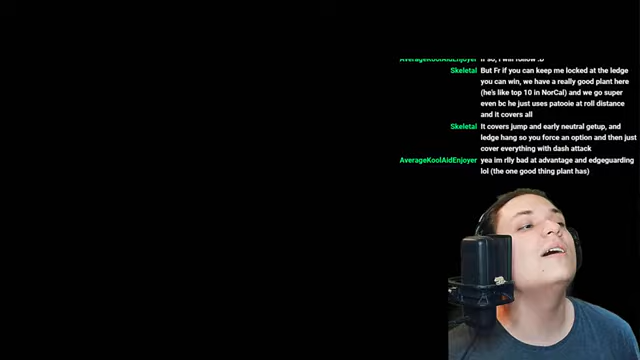 AverageKoolAidEnjoyer If so, I will follow :D
Skeletal But Fr if you can keep me locked at the ledge
you can win, we have a really good plant here
(he's like top 10 in NorCal) and we go super
even bc he just uses patooie at roll distance
and it covers all
Skeletal It covers jump and early neutral getup, and
ledge hang so you force an option and then just
cover everything with dash attack
AverageKoolAidEnjoyer yea im rlly bad at advantage and edgeguarding
lol (the one good thing plant has)